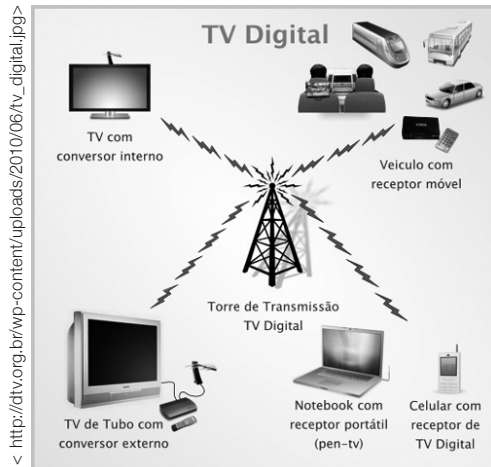 < http://dtv.org.br/wp-content/uploads/2010/06/tv_digital.jpg>
TV Digital
TV com
conversor interno
Veiculo com
receptor móvel
Torre de Transmissão
TV Digital
TV de Tubo com
conversor externo
Notebook com
receptor portátil
(pen-tv)
Celular com
receptor de
TV Digital